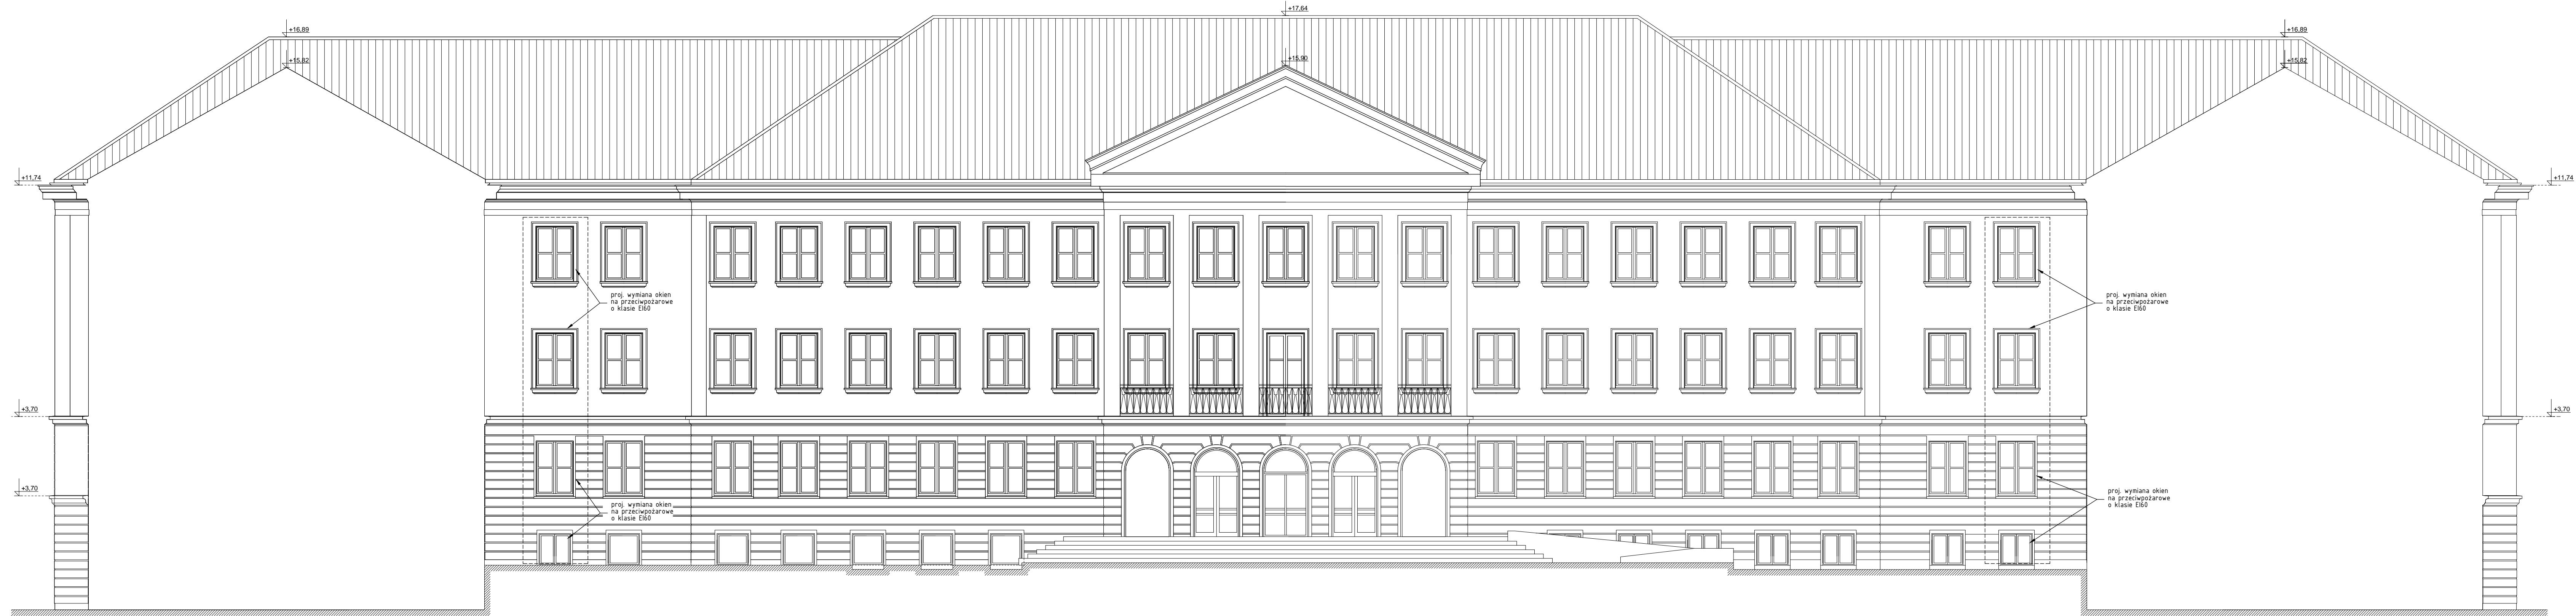 +17,64
+16,89
+16,89
+15,82
+15,90
+15,82
+11,74
+11,74
proj. wymiana okien
na przeciwpożarowe
o klasie EI60
proj. wymiana okien
na przeciwpożarowe
o klasie EI60
+3,70
+3,70
+3,70
proj. wymiana okien
na przeciwpożarowe
o klasie EI60
proj. wymiana okien
na przeciwpożarowe
o klasie EI60